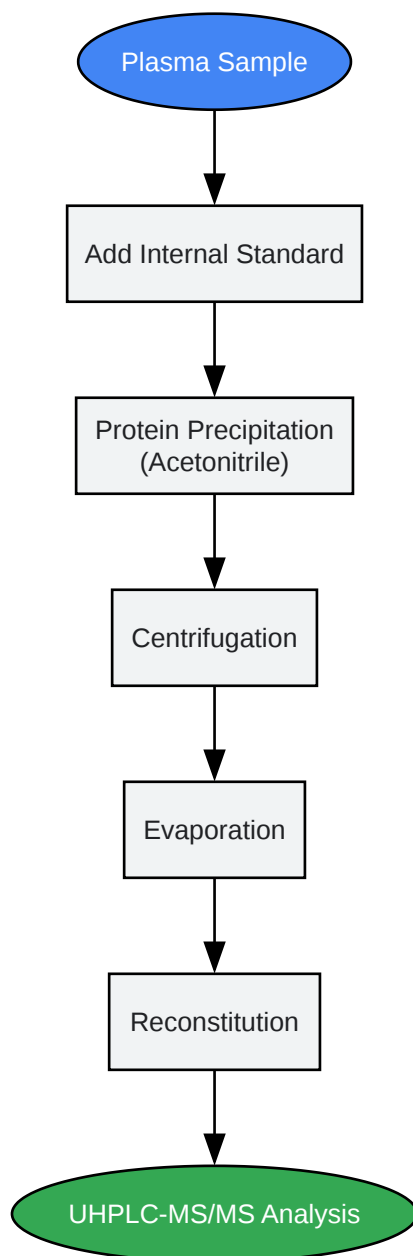 Plasma Sample
Add Internal Standard
Protein Precipitation
(Acetonitrile)
Centrifugation
Evaporation
Reconstitution
UHPLC-MS/MS Analysis